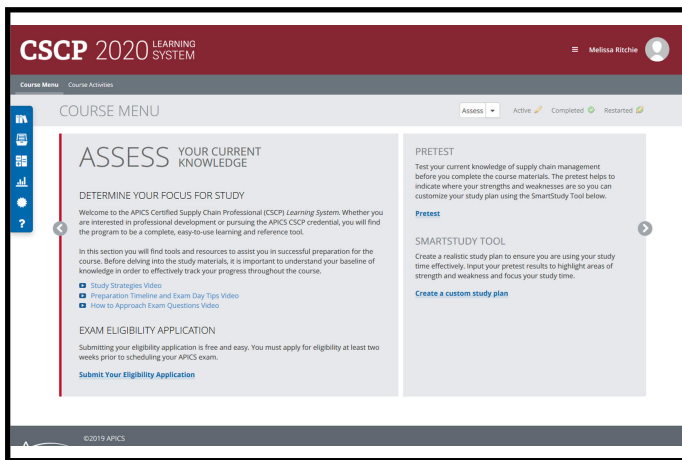 CSCP 2020 LEARNING SYSTEM
Melissa Ritchie
Course Menu Course Activities
COURSE MENU
Assess
Active
Completed
Restarted
ASSESS YOUR CURRENT KNOWLEDGE
DETERMINE YOUR FOCUS FOR STUDY
Welcome to the APICS Certified Supply Chain Professional (CSCP) Learning System. Whether you
are interested in professional development or pursuing the APICS CSCP credential, you will find
the program to be a complete, easy-to-use learning and reference tool.
In this section you will find tools and resources to assist you in successful preparation for the
course. Before delving into the study materials, it is important to understand your baseline of
knowledge in order to effectively track your progress throughout the course.
Study Strategies Video
Preparation Timeline and Exam Day Tips Video
How to Approach Exam Questions Video
EXAM ELIGIBILITY APPLICATION
Submitting your eligibility application is free and easy. You must apply for eligibility at least two
weeks prior to scheduling your APICS exam.
Submit Your Eligibility Application
PRETEST
Test your current knowledge of supply chain management
before you complete the course materials. The pretest helps to
indicate where your strengths and weaknesses are so you can
customize your study plan using the SmartStudy Tool below.
Pretest
SMARTSTUDY TOOL
Create a realistic study plan to ensure you are using your study
time effectively. Input your pretest results to highlight areas of
strength and weakness and focus your study time.
Create a custom study plan
?
©2019 APICS